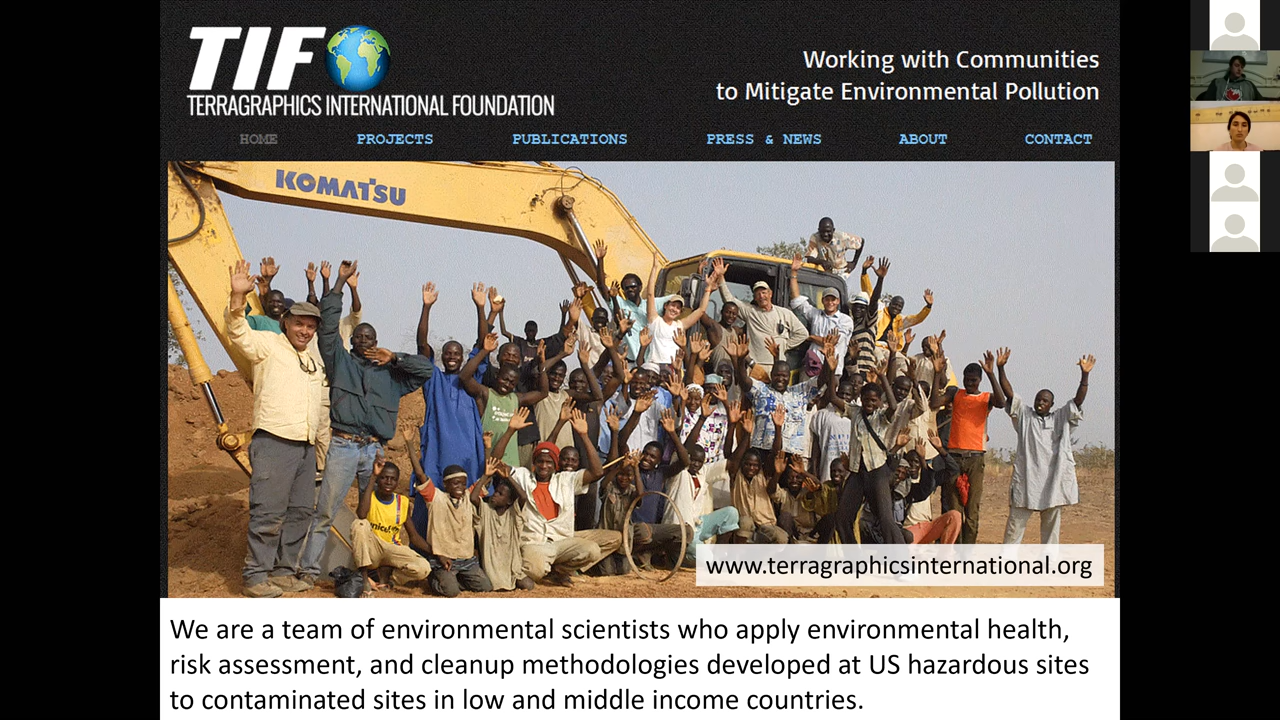 TIF
TERRAGRAPHICS INTERNATIONAL FOUNDATION
Working with Communities
to Mitigate Environmental Pollution
HOME PROJECTS PUBLICATIONS PRESS & NEWS ABOUT CONTACT
KOMATSU
unicef
www.terragraphicsinternational.org
We are a team of environmental scientists who apply environmental health,
risk assessment, and cleanup methodologies developed at US hazardous sites
to contaminated sites in low and middle income countries.